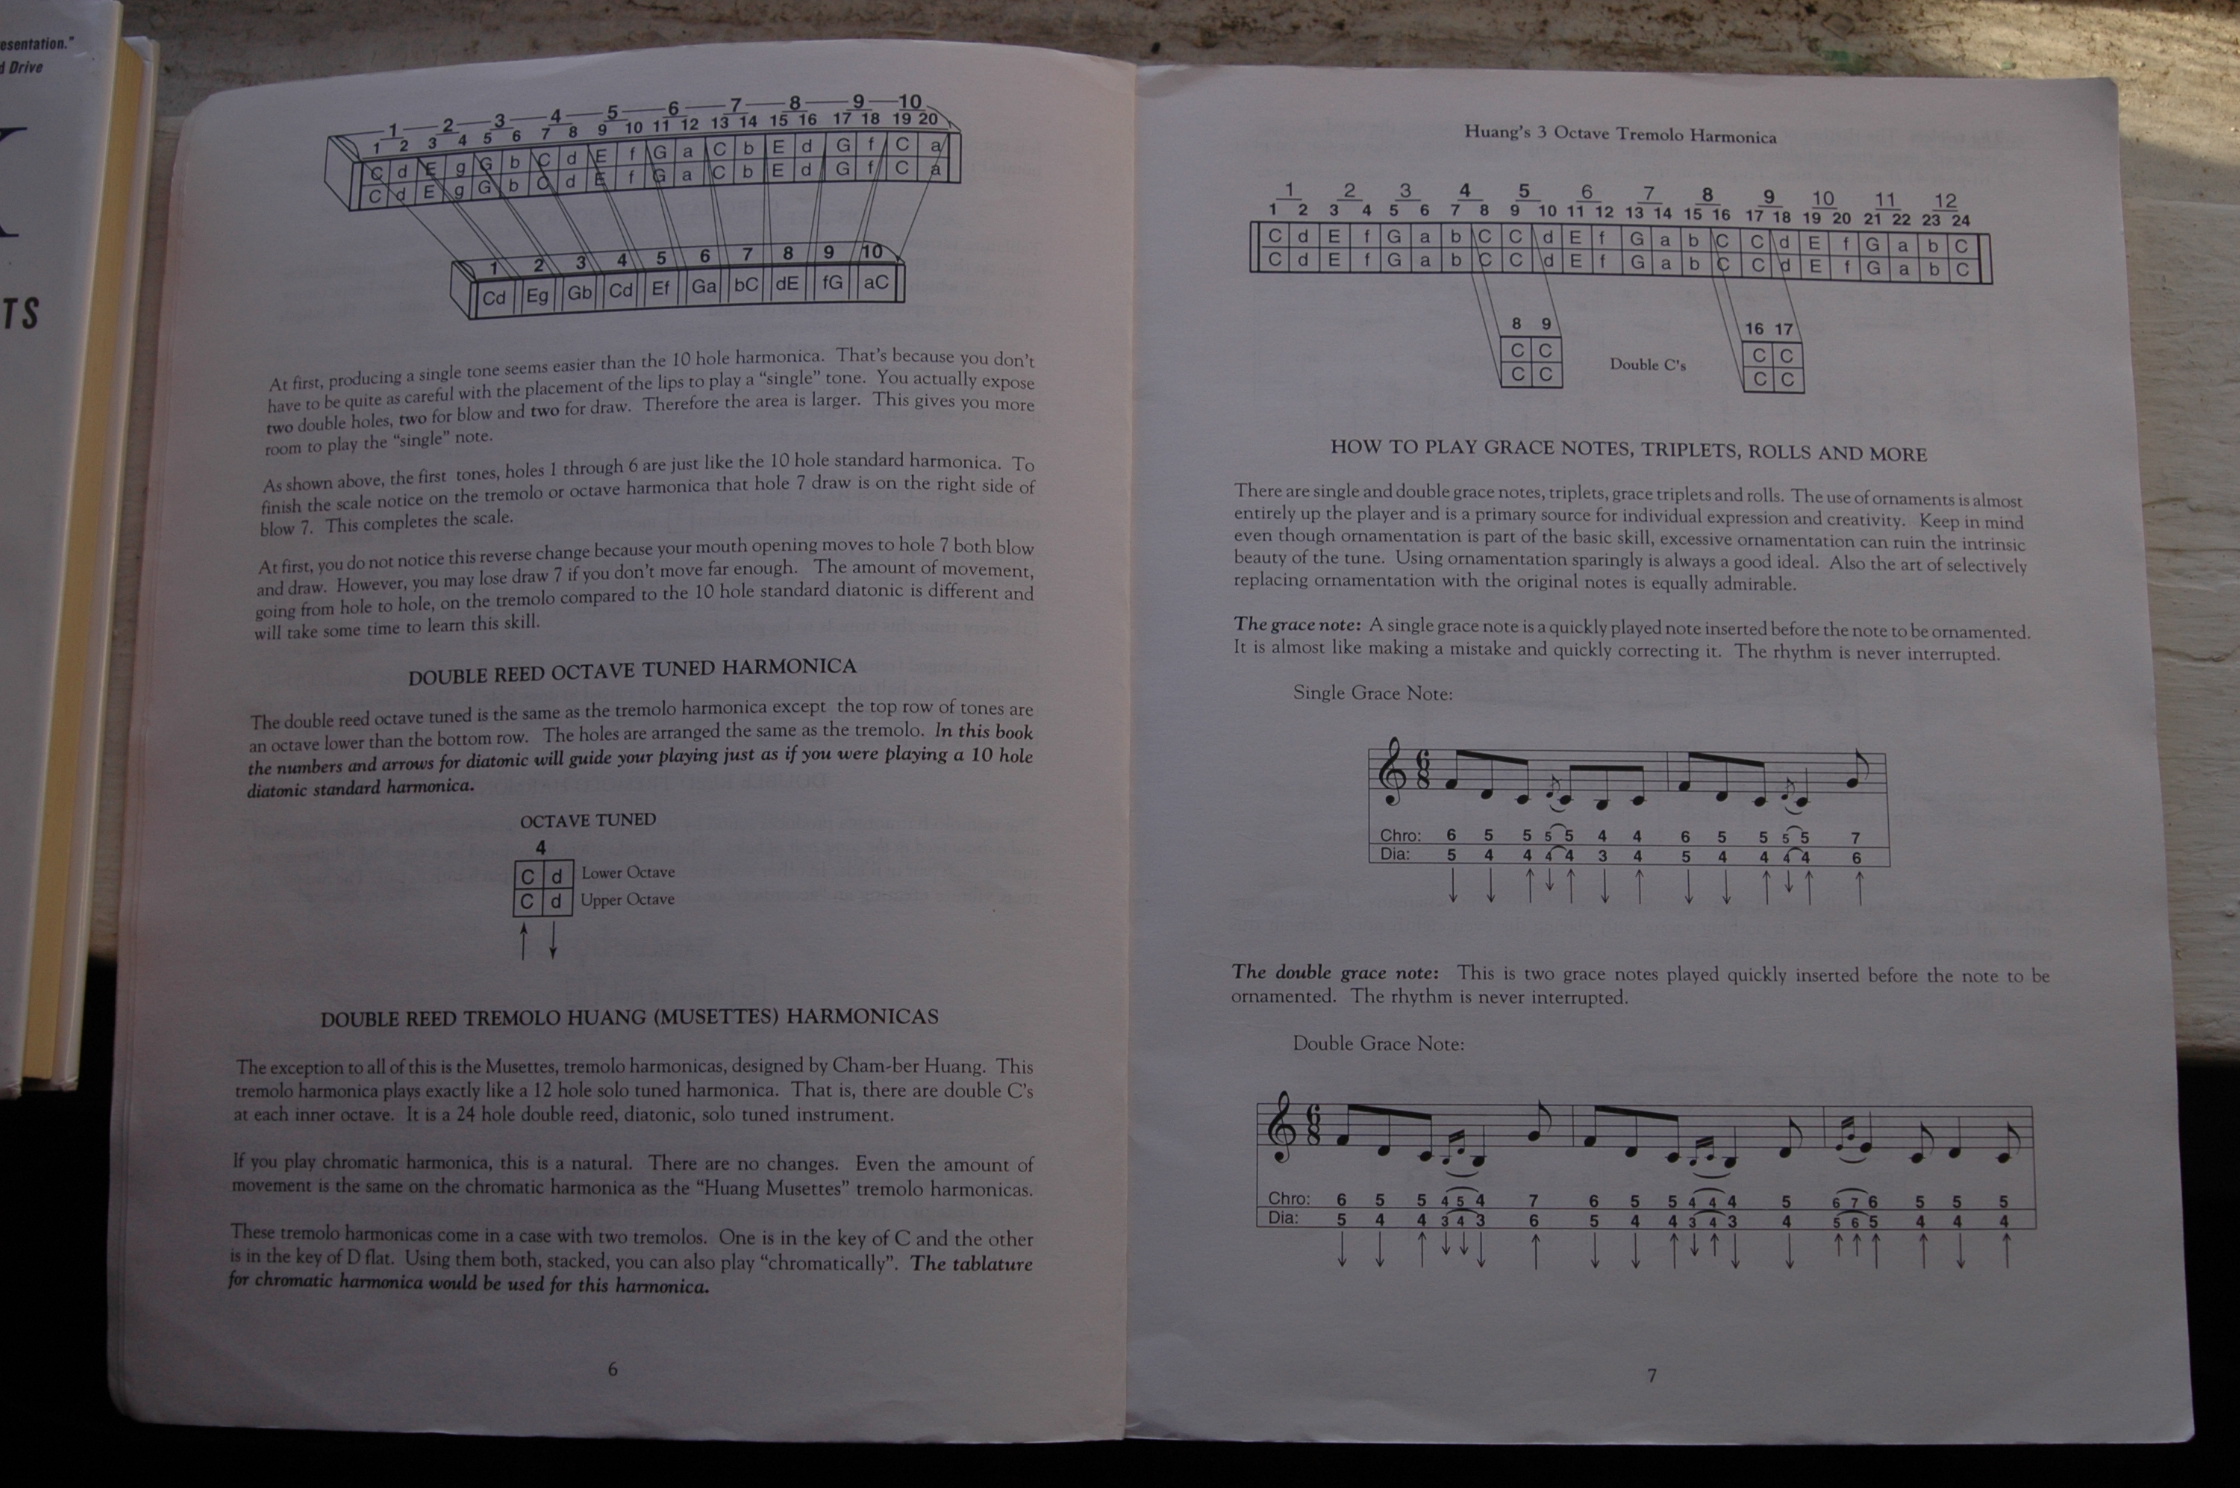 esentation."
d Drive
TS
1 2 3 4 5 6 7 8 9 10
1 2 3 4 5 6 7 8 9 10 11 12 13 14 15 16 17 18 19 20
C d E g G b C d E f G a C b E d G f C a
C d E g G b C d E f G a C b E d G f C a
1 2 3 4 5 6 7 8 9 10
Cd Eg Gb Cd Ef Ga bC dE fG aC
At first, producing a single tone seems easier than the 10 hole harmonica. That's because you don't
have to be quite as careful with the placement of the lips to play a "single" tone. You actually expose
two double holes, two for blow and two for draw. Therefore the area is larger. This gives you more
room to play the "single" note.
As shown above, the first tones, holes 1 through 6 are just like the 10 hole standard harmonica. To
finish the scale notice on the tremolo or octave harmonica that hole 7 draw is on the right side of
blow 7. This completes the scale.
At first, you do not notice this reverse change because your mouth opening moves to hole 7 both blow
and draw. However, you may lose draw 7 if you don't move far enough. The amount of movement,
going from hole to hole, on the tremolo compared to the 10 hole standard diatonic is different and
will take some time to learn this skill.
DOUBLE REED OCTAVE TUNED HARMONICA
The double reed octave tuned is the same as the tremolo harmonica except the top row of tones are
an octave lower than the bottom row. The holes are arranged the same as the tremolo. In this book
the numbers and arrows for diatonic will guide your playing just as if you were playing a 10 hole
diatonic standard harmonica.
OCTAVE TUNED
4
C d Lower Octave
C d Upper Octave
DOUBLE REED TREMOLO HUANG (MUSETTES) HARMONICAS
The exception to all of this is the Musettes, tremolo harmonicas, designed by Cham-ber Huang. This
tremolo harmonica plays exactly like a 12 hole solo tuned harmonica. That is, there are double C's
at each inner octave. It is a 24 hole double reed, diatonic, solo tuned instrument.
If you play chromatic harmonica, this is a natural. There are no changes. Even the amount of
movement is the same on the chromatic harmonica as the "Huang Musettes" tremolo harmonicas.
These tremolo harmonicas come in a case with two tremolos. One is in the key of C and the other
is in the key of D flat. Using them both, stacked, you can also play "chromatically". The tablature
for chromatic harmonica would be used for this harmonica.
6
Huang's 3 Octave Tremolo Harmonica
1 2 3 4 5 6 7 8 9 10 11 12
1 2 3 4 5 6 7 8 9 10 11 12 13 14 15 16 17 18 19 20 21 22 23 24
C d E f G a b C C d E f G a b C C d E f G a b C
C d E f G a b C C d E f G a b C C d E f G a b C
8 9 16 17
C C C C
Double C's
C C C C
HOW TO PLAY GRACE NOTES, TRIPLETS, ROLLS AND MORE
There are single and double grace notes, triplets, grace triplets and rolls. The use of ornaments is almost
entirely up the player and is a primary source for individual expression and creativity. Keep in mind
even though ornamentation is part of the basic skill, excessive ornamentation can ruin the intrinsic
beauty of the tune. Using ornamentation sparingly is always a good ideal. Also the art of selectively
replacing ornamentation with the original notes is equally admirable.
The grace note: A single grace note is a quickly played note inserted before the note to be ornamented.
It is almost like making a mistake and quickly correcting it. The rhythm is never interrupted.
Single Grace Note:
6
8
Chro: 6 5 5 5 5 4 4 6 5 5 5 5 7
Dia: 5 4 4 4 4 3 4 5 4 4 4 4 6
The double grace note: This is two grace notes played quickly inserted before the note to be
ornamented. The rhythm is never interrupted.
Double Grace Note:
6
8
Chro: 6 5 5 4 5 4 7 6 5 5 4 4 4 5 6 7 6 5 5 5
Dia: 5 4 4 3 4 3 6 5 4 4 3 4 3 4 5 6 5 4 4 4
7